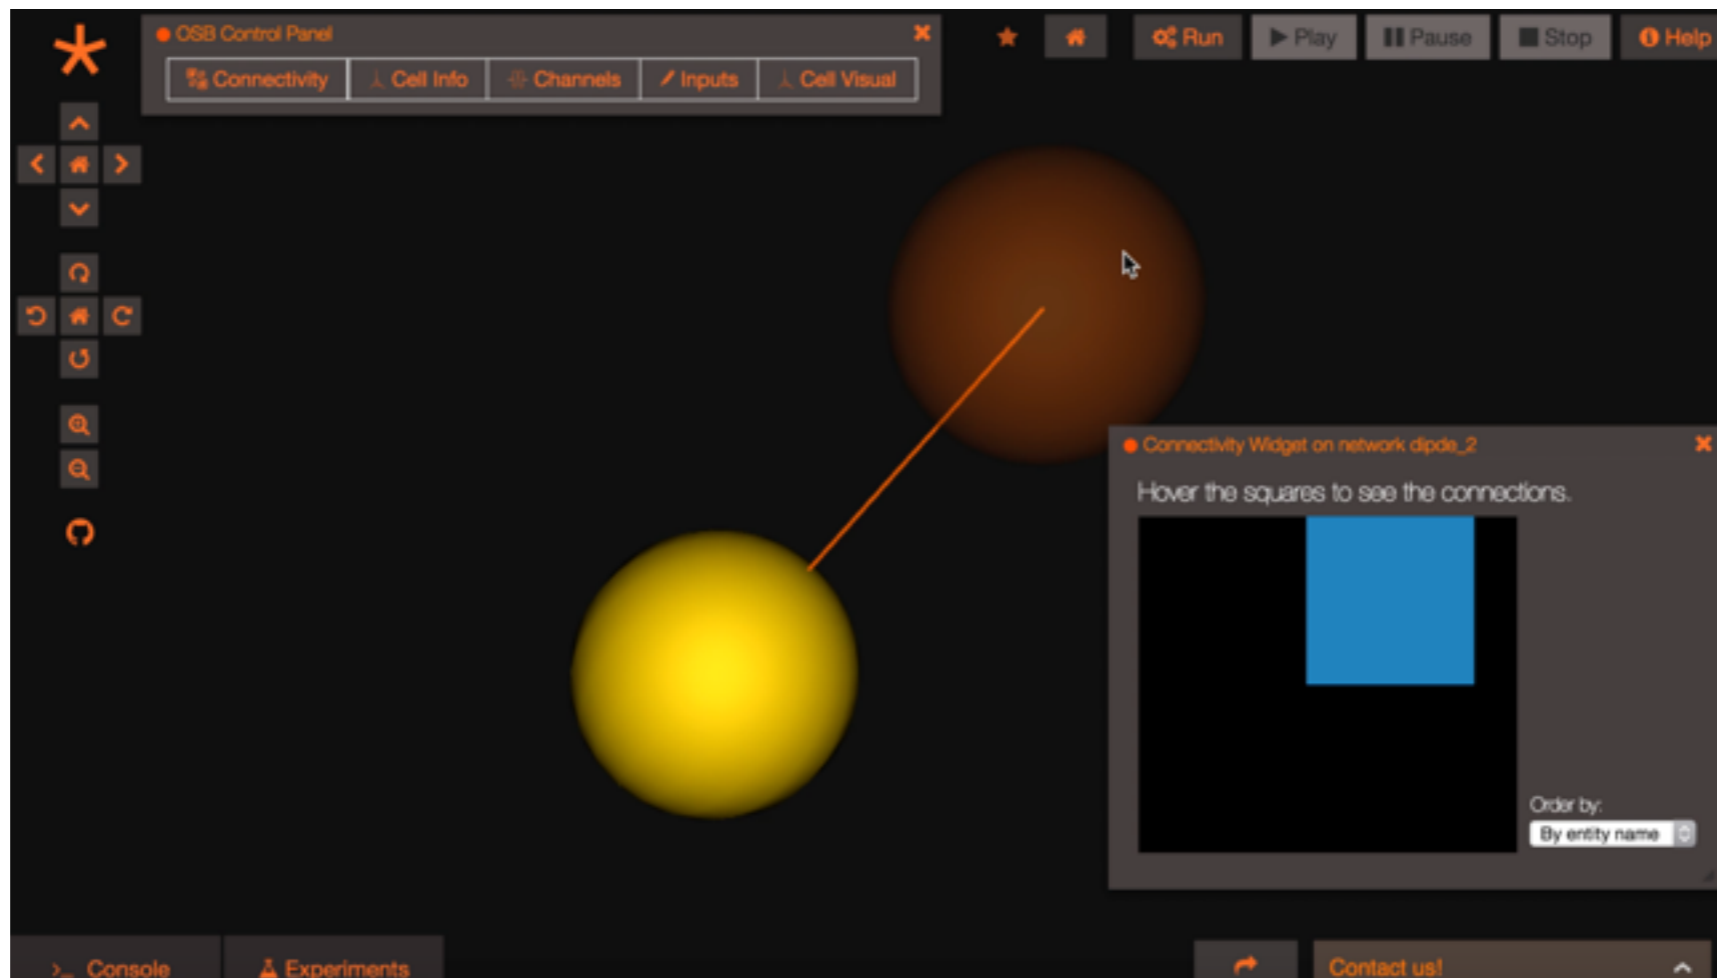 OSB Control Panel
Connectivity Cell Info Channels Inputs Cell Visual
Run Play Pause Stop Help
Connectivity Widget on network dipde_2
Hover the squares to see the connections.
Order by:
By entity name
>_ Console Experiments
Contact us!